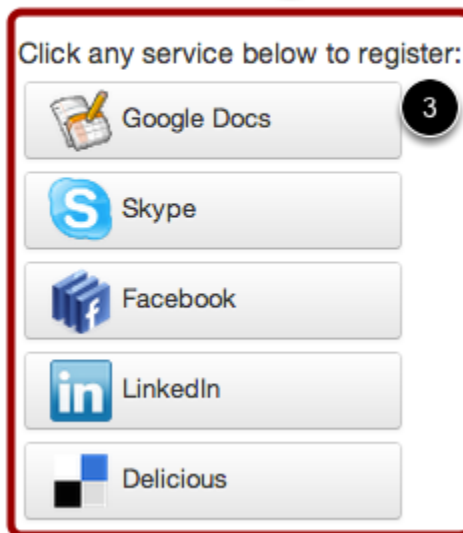 Click any service below to register:
Google Docs
3
Skype
Facebook
LinkedIn
Delicious